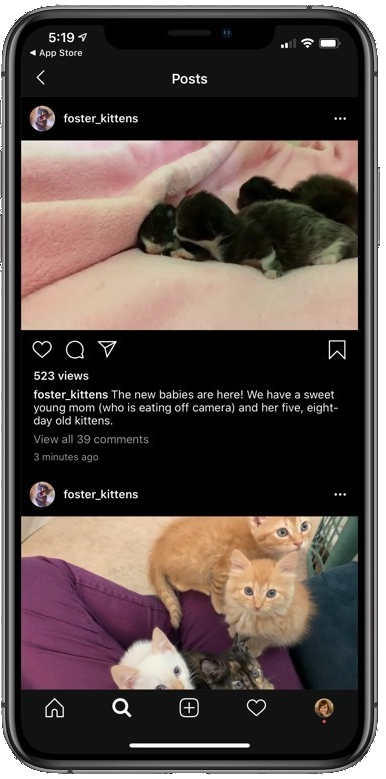 5:19
◀ App Store
Posts
foster_kittens
523 views
foster_kittens The new babies are here! We have a sweet
young mom (who is eating off camera) and her five, eight-
day old kittens.
View all 39 comments
3 minutes ago
foster_kittens